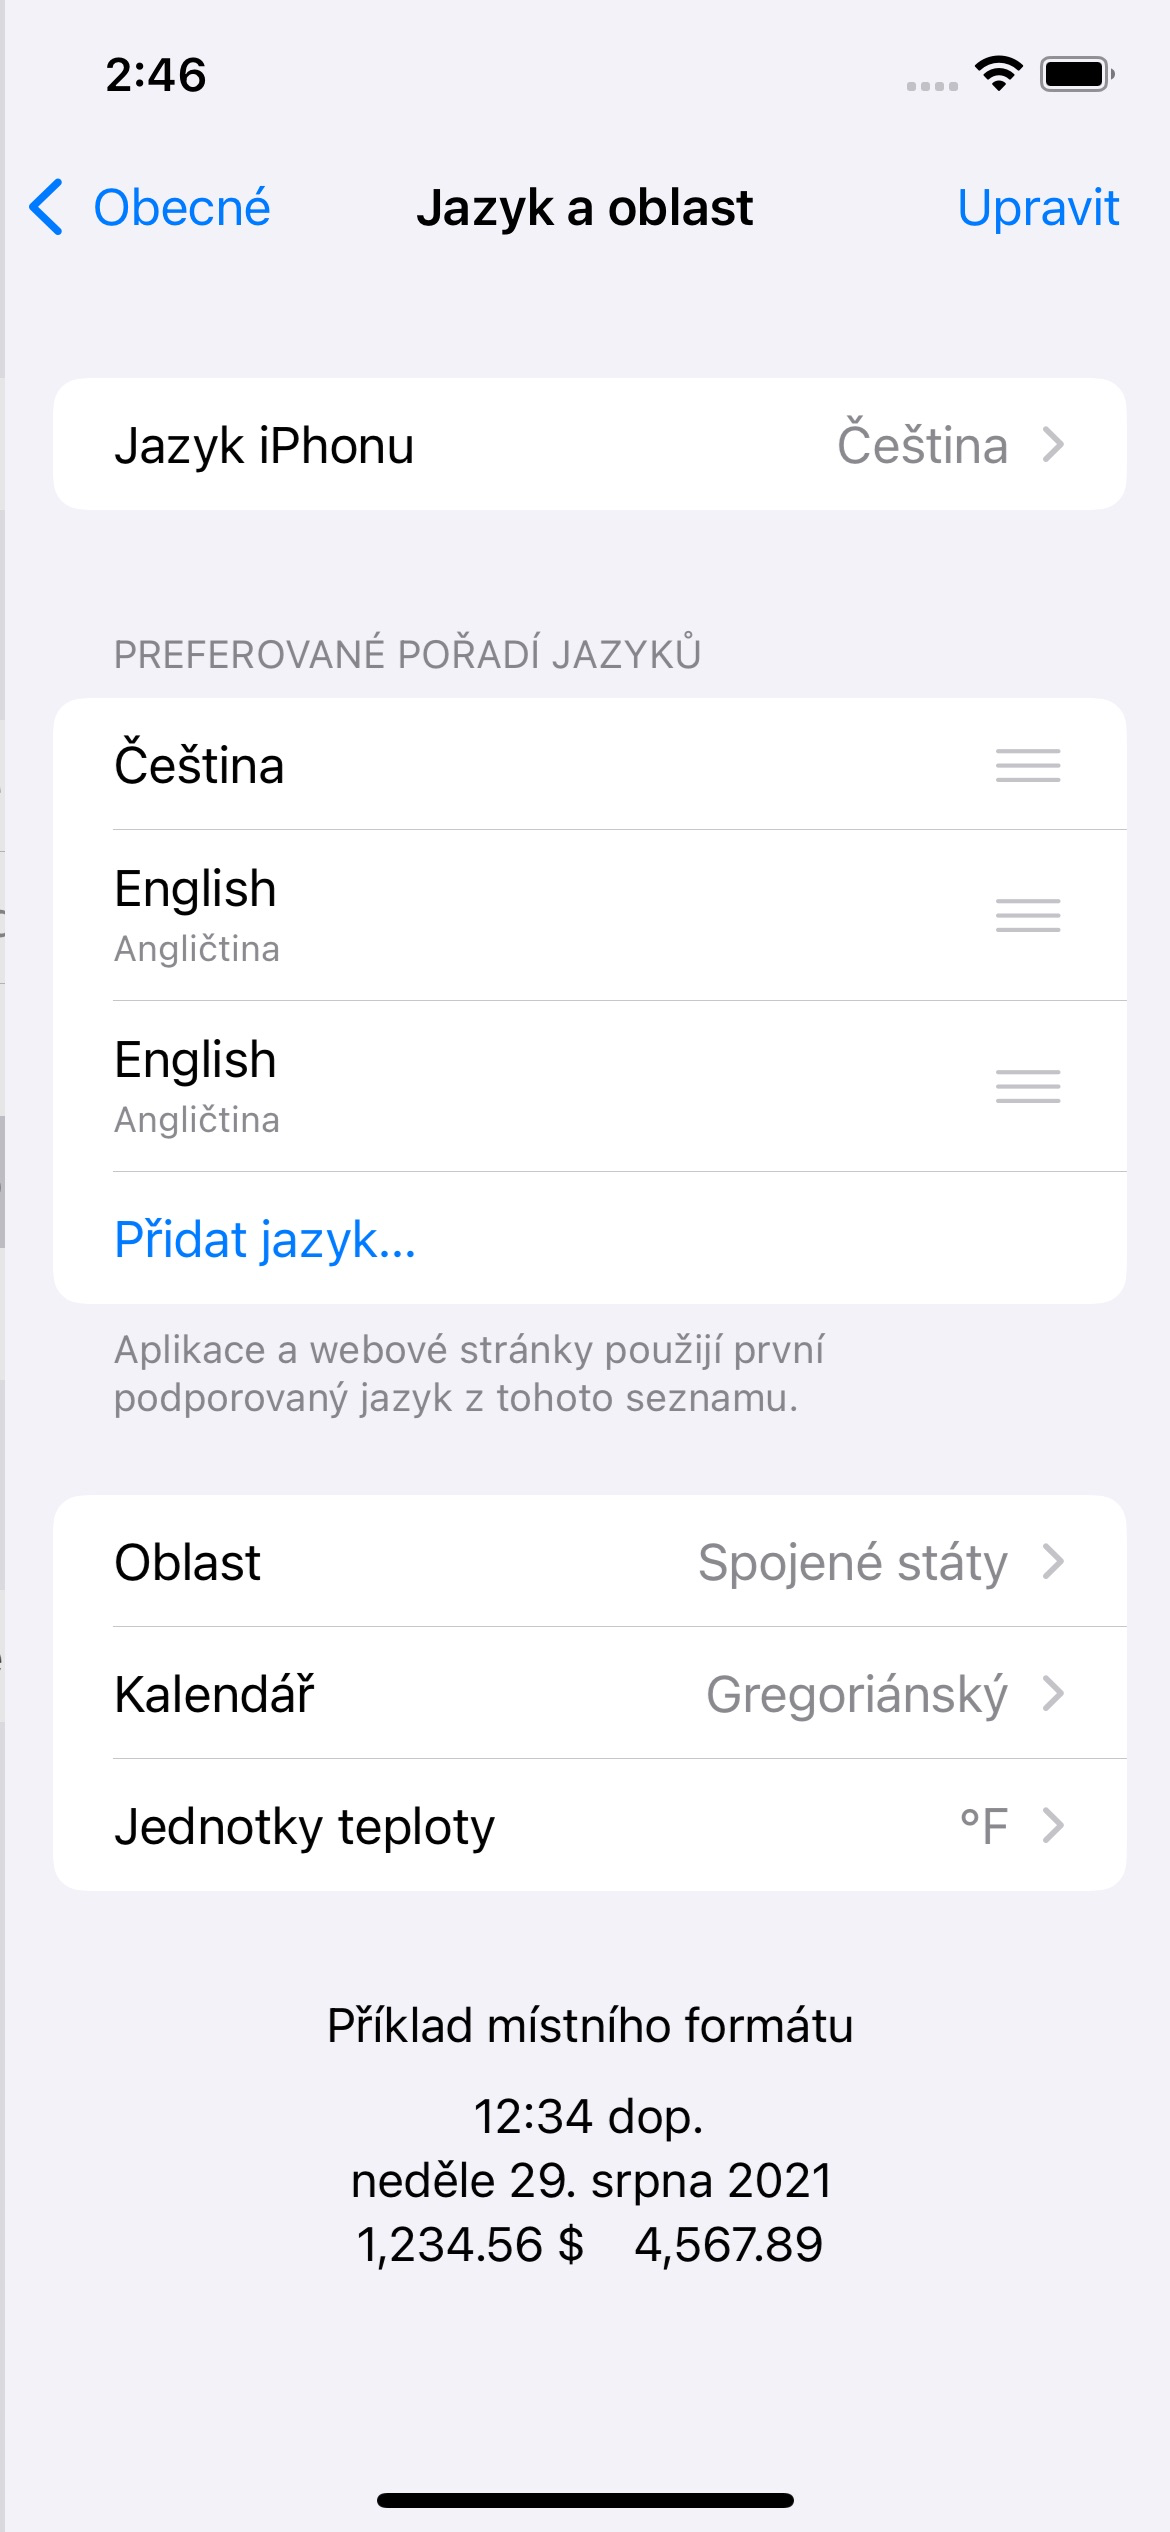 2:46
Obecné
Jazyk a oblast
Upravit
Jazyk iPhonu
Čeština
PREFEROVANÉ POŘADÍ JAZYKŮ
Čeština
English
Angličtina
English
Angličtina
Přidat jazyk...
Aplikace a webové stránky použijí první
podporovaný jazyk z tohoto seznamu.
Oblast
Spojené státy
Kalendář
Gregoriánský
Jednotky teploty
°F
Příklad místního formátu
12:34 dop.
neděle 29. srpna 2021
1,234.56 $ 4,567.89